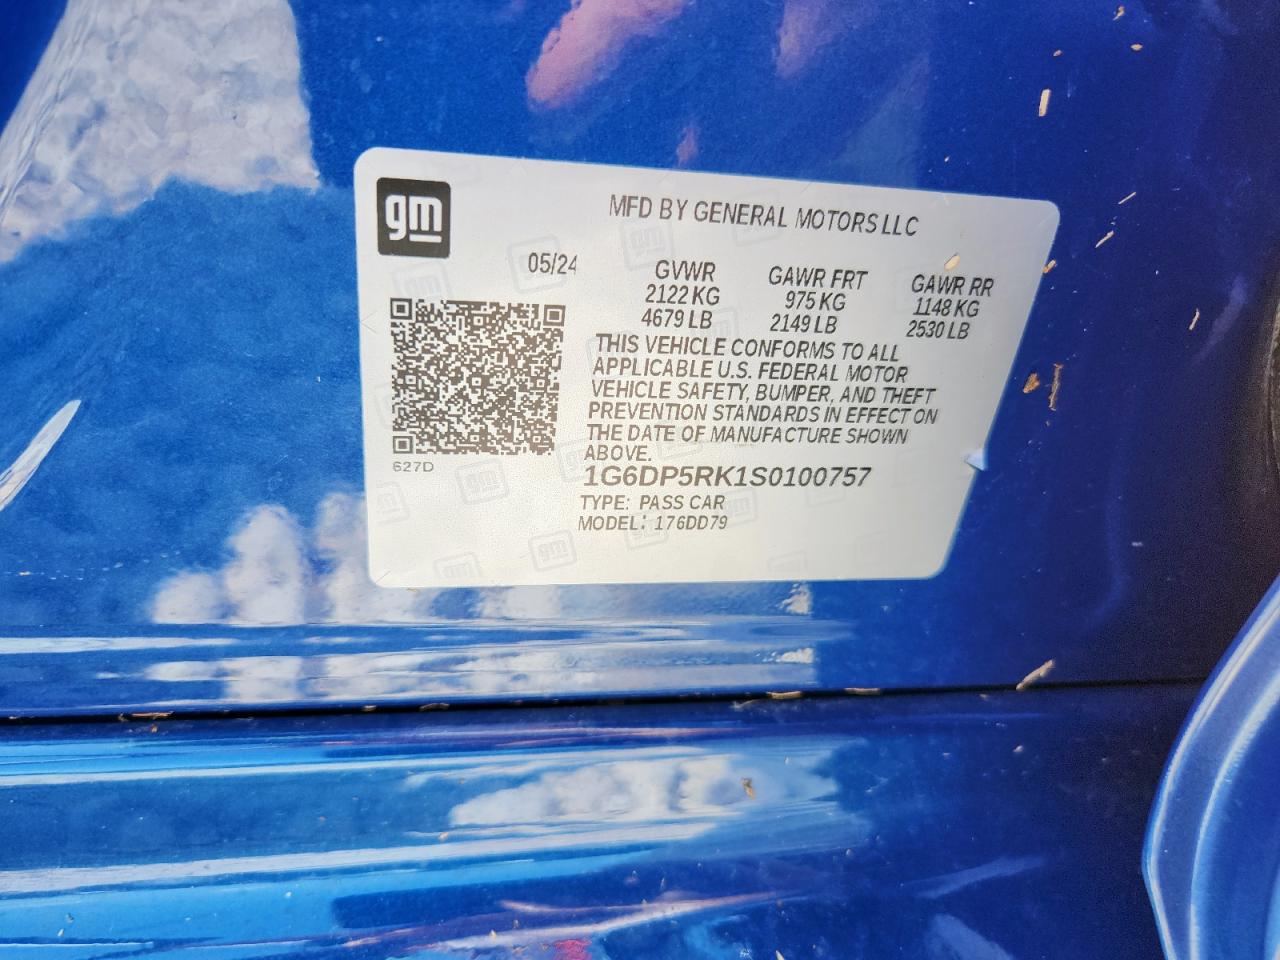 gm
MFD BY GENERAL MOTORS LLC
05/24 GVWR GAWR FRT GAWR RR
2122 KG 975 KG 1148 KG
4679 LB 2149 LB 2530 LB
THIS VEHICLE CONFORMS TO ALL
APPLICABLE U.S. FEDERAL MOTOR
VEHICLE SAFETY, BUMPER, AND THEFT
PREVENTION STANDARDS IN EFFECT ON
THE DATE OF MANUFACTURE SHOWN
ABOVE.
627D
1G6DP5RK1S0100757
TYPE: PASS CAR
MODEL: 176DD79